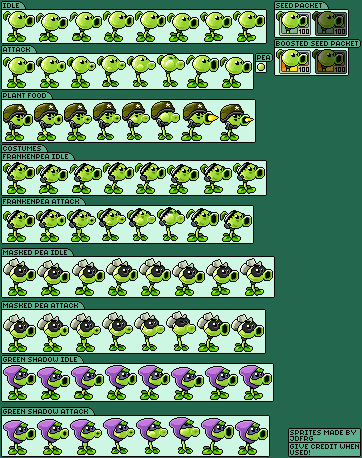 IDLE
SEED PACKET
100 100
ATTACK
BOOSTED SEED PACKET
PEA
100 100
PLANT FOOD
COSTUMES
FRANKENPEA IDLE
FRANKENPEA ATTACK
MASKED PEA IDLE
MASKED PEA ATTACK
GREEN SHADOW IDLE
GREEN SHADOW ATTACK
SPRITES MADE BY
JDFRG
GIVE CREDIT WHEN
USED!